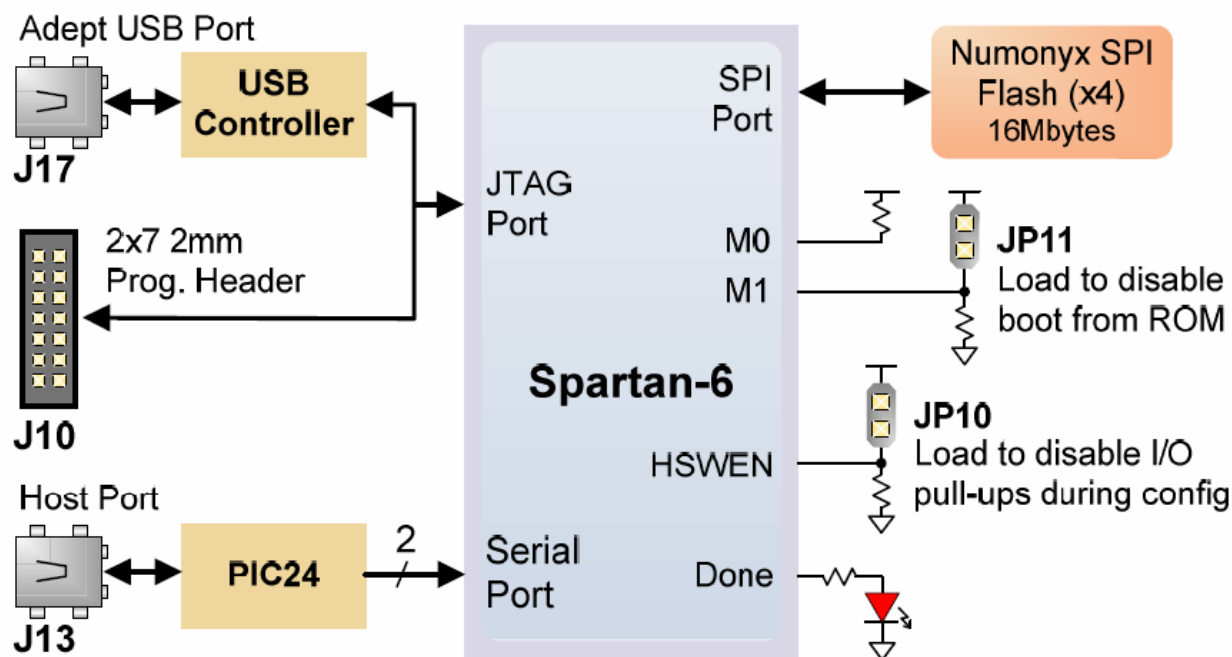 Adept USB Port
USB
Controller
J17
2x7 2mm
Prog. Header
J10
Host Port
J13
PIC24
2
JTAG
Port
Serial
Port
Spartan-6
SPI
Port
M0
M1
HSWEN
Done
Numonyx SPI
Flash (x4)
16Mbytes
JP11
Load to disable
boot from ROM
JP10
Load to disable I/O
pull-ups during config